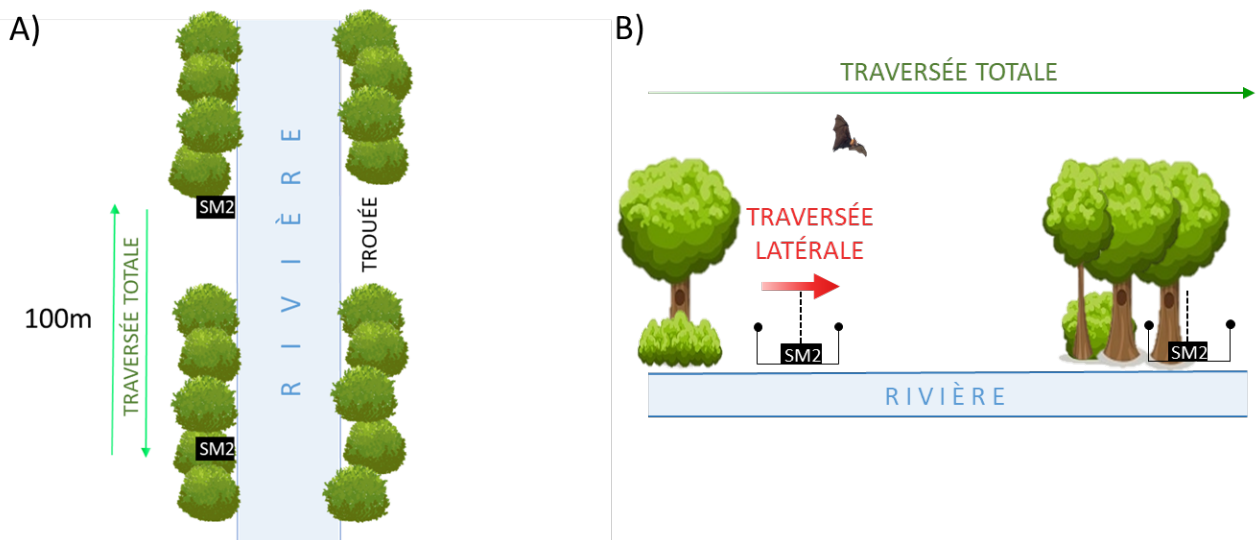 A)
SM2
RIVIÈRE
TROUÉE
TRAVERSÉE TOTALE
100m
SM2
B)
TRAVERSÉE TOTALE
TRAVERSÉE
LATÉRALE
SM2
SM2
RIVIÈRE